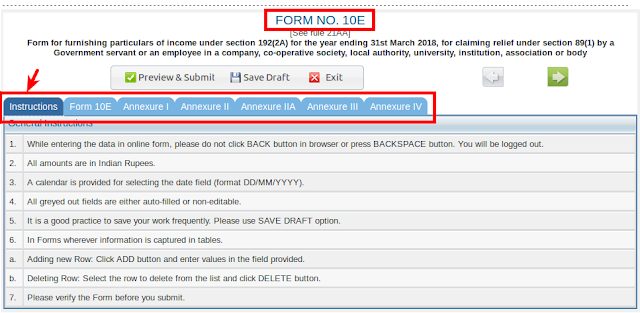 FORM NO. 10E
[See rule 21AA]
Form for furnishing particulars of income under section 192(2A) for the year ending 31st March 2018, for claiming relief under section 89(1) by a
Government servant or an employee in a company, co-operative society, local authority, university, institution, association or body
Preview & Submit Save Draft Exit
Instructions Form 10E Annexure I Annexure II Annexure IIA Annexure III Annexure IV
General Instructions
1. While entering the data in online form, please do not click BACK button in browser or press BACKSPACE button. You will be logged out.
2. All amounts are in Indian Rupees.
3. A calendar is provided for selecting the date field (format DD/MM/YYYY).
4. All greyed out fields are either auto-filled or non-editable.
5. It is a good practice to save your work frequently. Please use SAVE DRAFT option.
6. In Forms wherever information is captured in tables.
a. Adding new Row: Click ADD button and enter values in the field provided.
b. Deleting Row: Select the row to delete from the list and click DELETE button.
7. Please verify the Form before you submit.